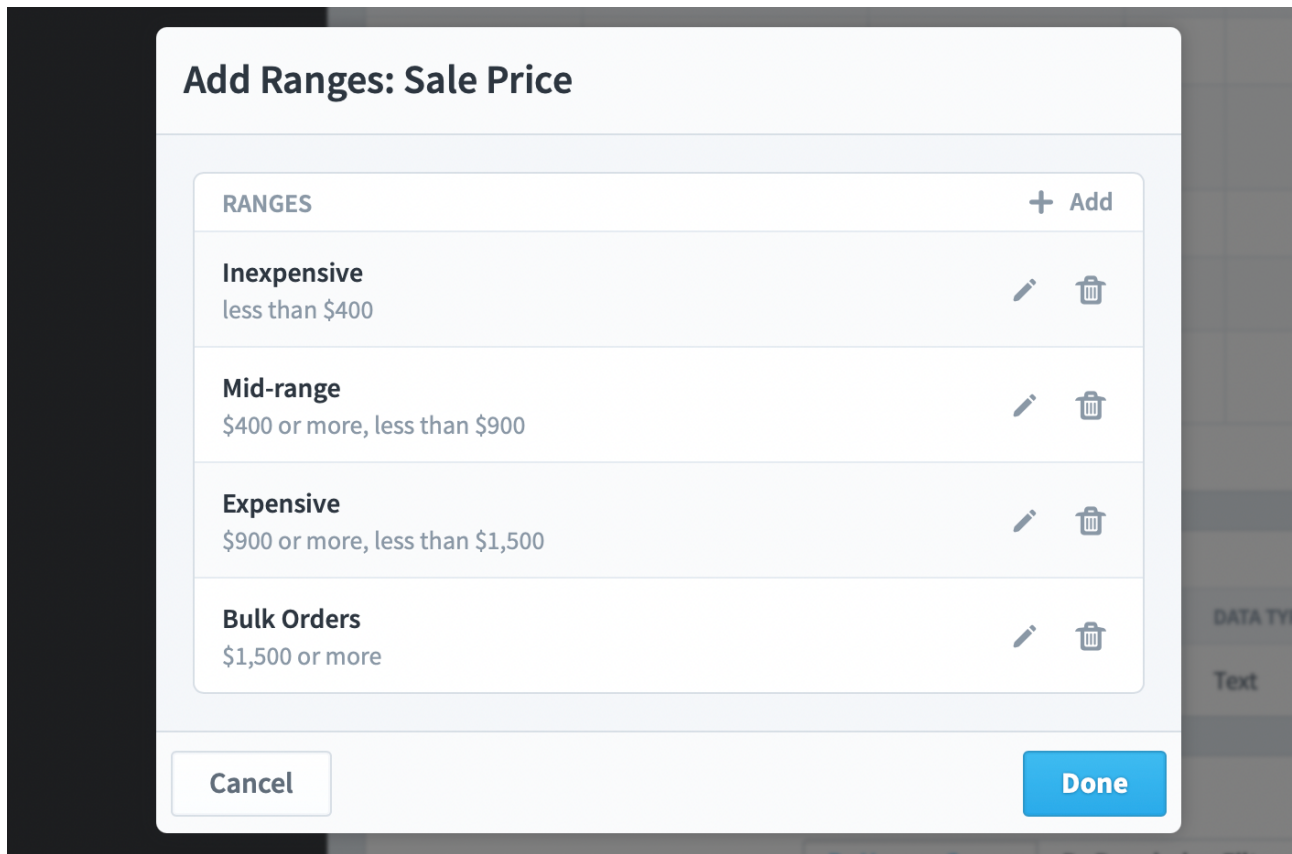 Add Ranges: Sale Price
RANGES
Add
Inexpensive
less than $400
Mid-range
$400 or more, less than $900
Expensive
$900 or more, less than $1,500
Bulk Orders
$1,500 or more
DATA
Text
Cancel
Done